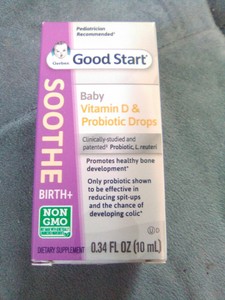 Pediatrician
Recommended*
Gerber
Good Start
SOOTHE
BIRTH+
Baby
Vitamin D &
Probiotic Drops
Clinically-studied and
patented§ Probiotic, L. reuteri
Promotes healthy bone
development*
Only probiotic shown
to be effective in
reducing spit-ups
and the chance of
developing colic*
NON
GMO
DIETARY SUPPLEMENT
0.34 FL OZ (10 mL)